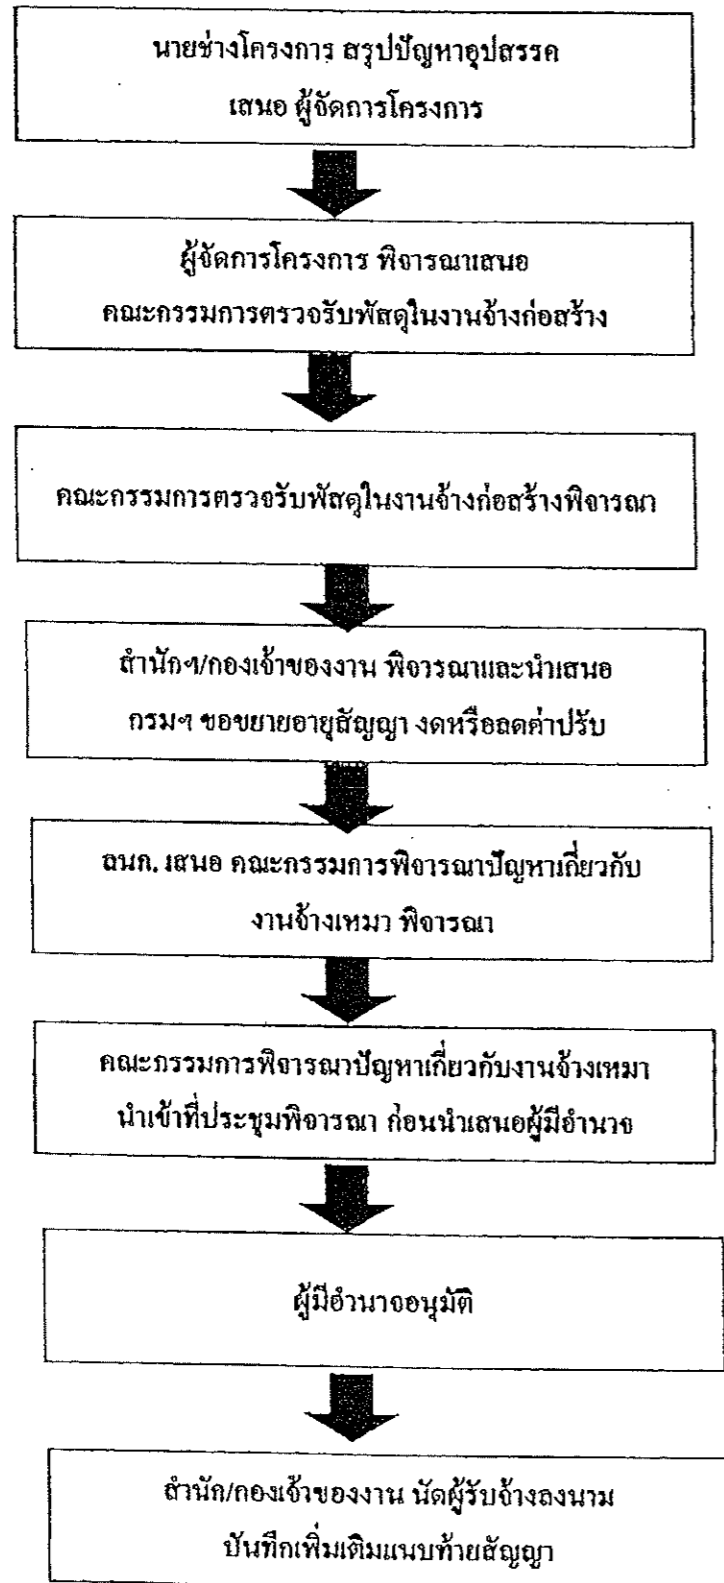 นายช่างโครงการ สรุปปัญหาอุปสรรค
เสนอ ผู้จัดการโครงการ
ผู้จัดการโครงการ พิจารณาเสนอ
คณะกรรมการตรวจรับพัสดุในงานจ้างก่อสร้าง
คณะกรรมการตรวจรับพัสดุในงานจ้างก่อสร้างพิจารณา
สำนักฯ/กองเจ้าของงาน พิจารณาและนำเสนอ
กรมฯ ขอขยายอายุสัญญา งดหรือลดค่าปรับ
ลนก. เสนอ คณะกรรมการพิจารณาปัญหาเกี่ยวกับ
งานจ้างเหมา พิจารณา
คณะกรรมการพิจารณาปัญหาเกี่ยวกับงานจ้างเหมา
นำเข้าที่ประชุมพิจารณา ก่อนนำเสนอผู้มีอำนาจ
ผู้มีอำนาจอนุมัติ
สำนัก/กองเจ้าของงาน นัดผู้รับจ้างลงนาม
บันทึกเพิ่มเติมแนบท้ายสัญญา